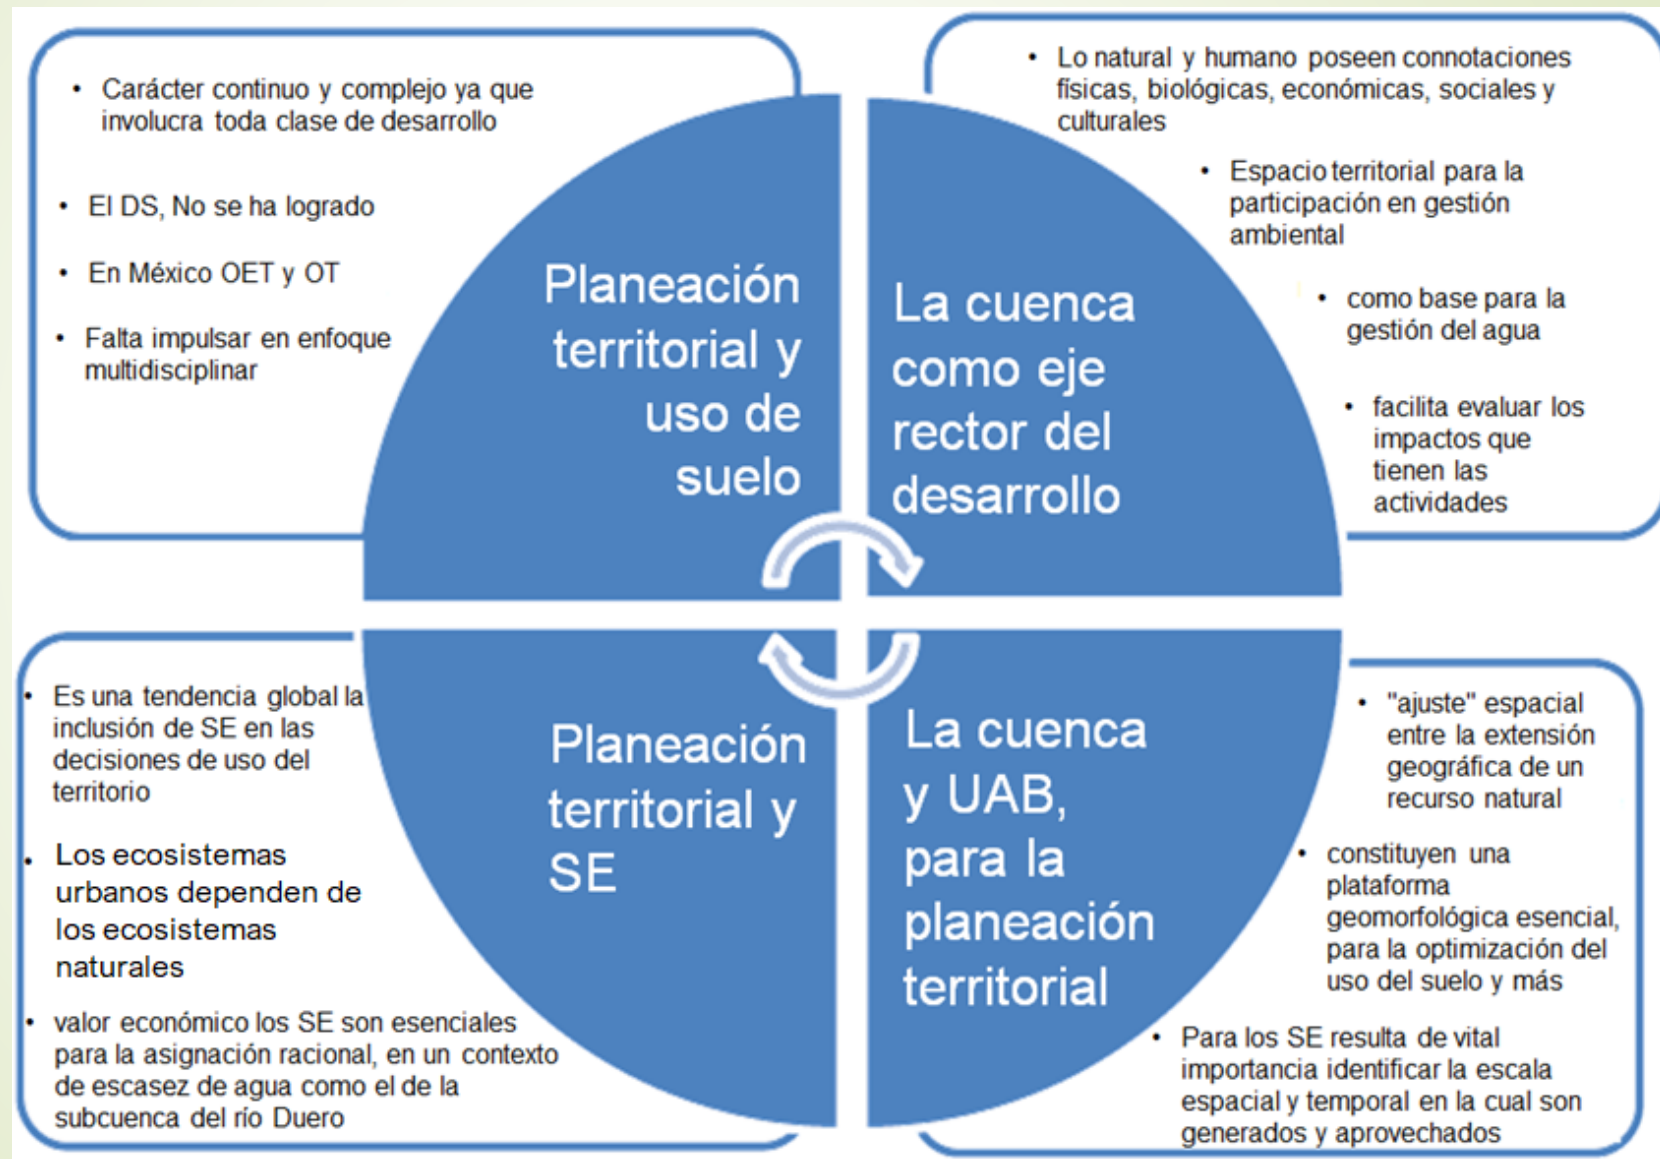 • Carácter continuo y complejo ya que
involucra toda clase de desarrollo
• El DS, No se ha logrado
• En México OET y OT
• Falta impulsar en enfoque
multidisciplinar
Planeación
territorial y
uso de
suelo
• Lo natural y humano poseen connotaciones
físicas, biológicas, económicas, sociales y
culturales
• Espacio territorial para la
participación en gestión
ambiental
• como base para la
gestión del agua
• facilita evaluar los
impactos que
tienen las
actividades
La cuenca
como eje
rector del
desarrollo
• Es una tendencia global la
inclusión de SE en las
decisiones de uso del
territorio
. Los ecosistemas
urbanos dependen de
los ecosistemas
naturales
• valor económico los SE son esenciales
para la asignación racional, en un contexto
de escasez de agua como el de la
subcuenca del río Duero
Planeación
territorial y
SE
La cuenca
y UAB,
para la
planeación
territorial
• "ajuste" espacial
entre la extensión
geográfica de un
recurso natural
• constituyen una
plataforma
geomorfológica esencial,
para la optimización del
uso del suelo y más
• Para los SE resulta de vital
importancia identificar la escala
espacial y temporal en la cual son
generados y aprovechados